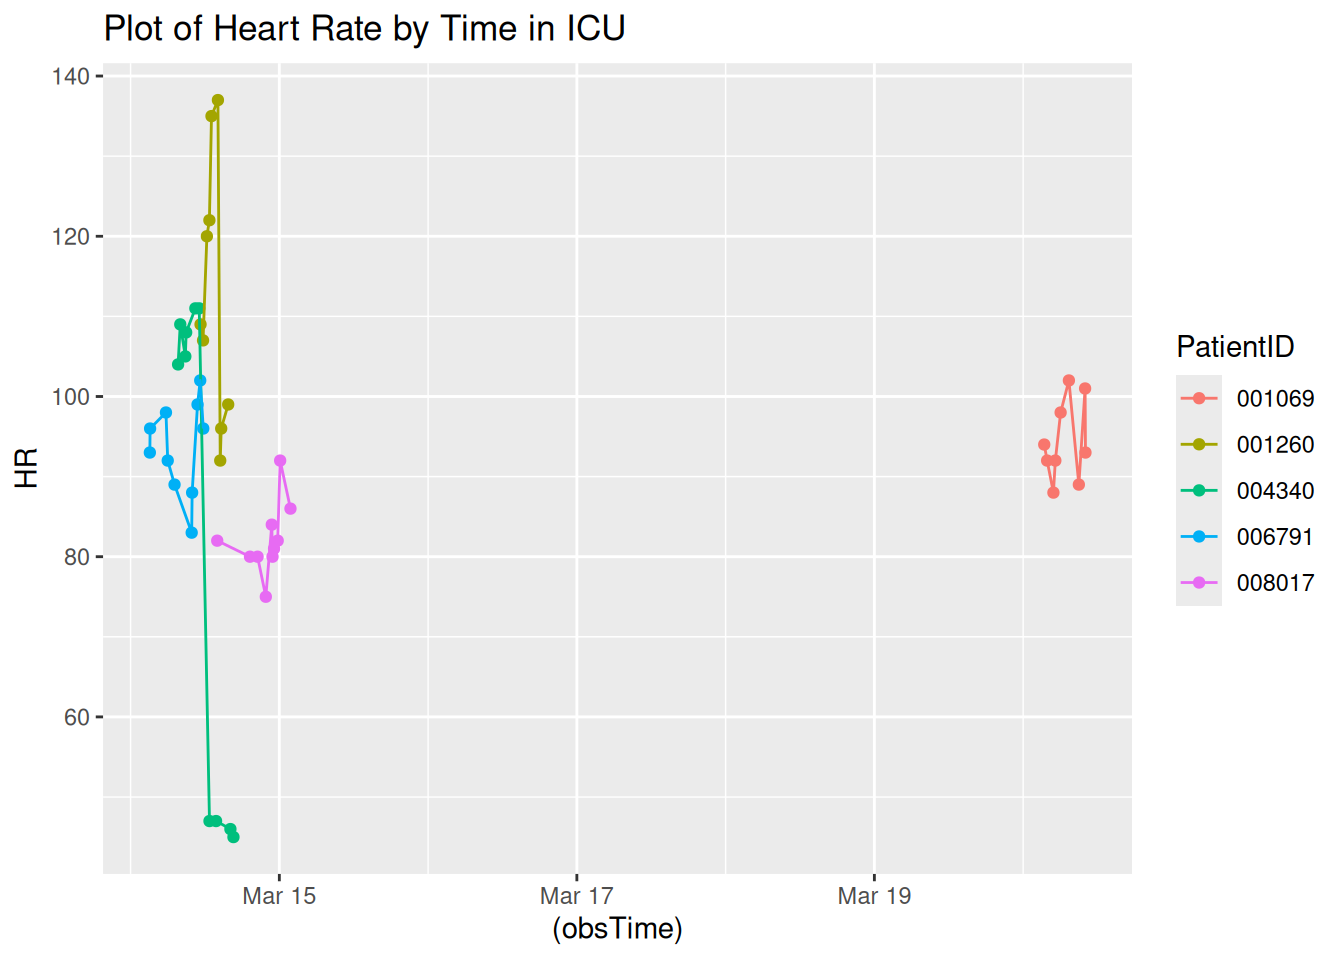 Plot of Heart Rate by Time in ICU
140
120
100
80
60
HR
Mar 15
Mar 17
Mar 19
(obsTime)
PatientID
001069
001260
004340
006791
008017